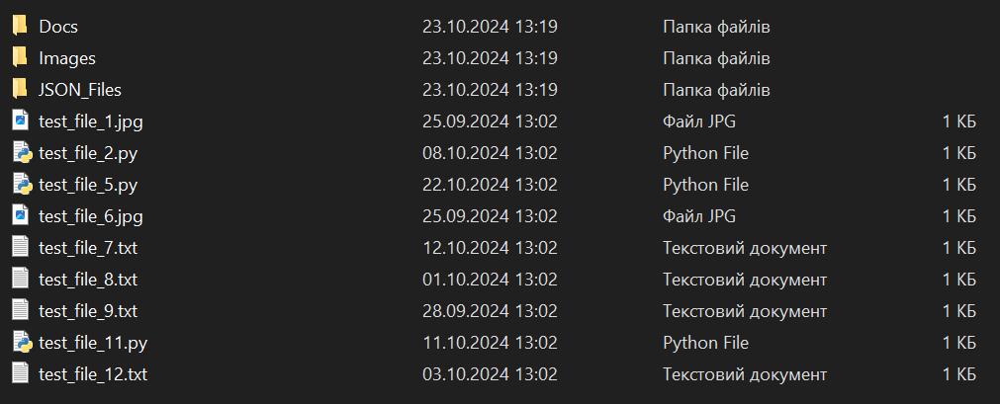 Docs 23.10.2024 13:19 Папка файлів
Images 23.10.2024 13:19 Папка файлів
JSON_Files 23.10.2024 13:19 Папка файлів
test_file_1.jpg 25.09.2024 13:02 Файл JPG 1 КБ
test_file_2.py 08.10.2024 13:02 Python File 1 КБ
test_file_5.py 22.10.2024 13:02 Python File 1 КБ
test_file_6.jpg 25.09.2024 13:02 Файл JPG 1 КБ
test_file_7.txt 12.10.2024 13:02 Текстовий документ 1 КБ
test_file_8.txt 01.10.2024 13:02 Текстовий документ 1 КБ
test_file_9.txt 28.09.2024 13:02 Текстовий документ 1 КБ
test_file_11.py 11.10.2024 13:02 Python File 1 КБ
test_file_12.txt 03.10.2024 13:02 Текстовий документ 1 КБ